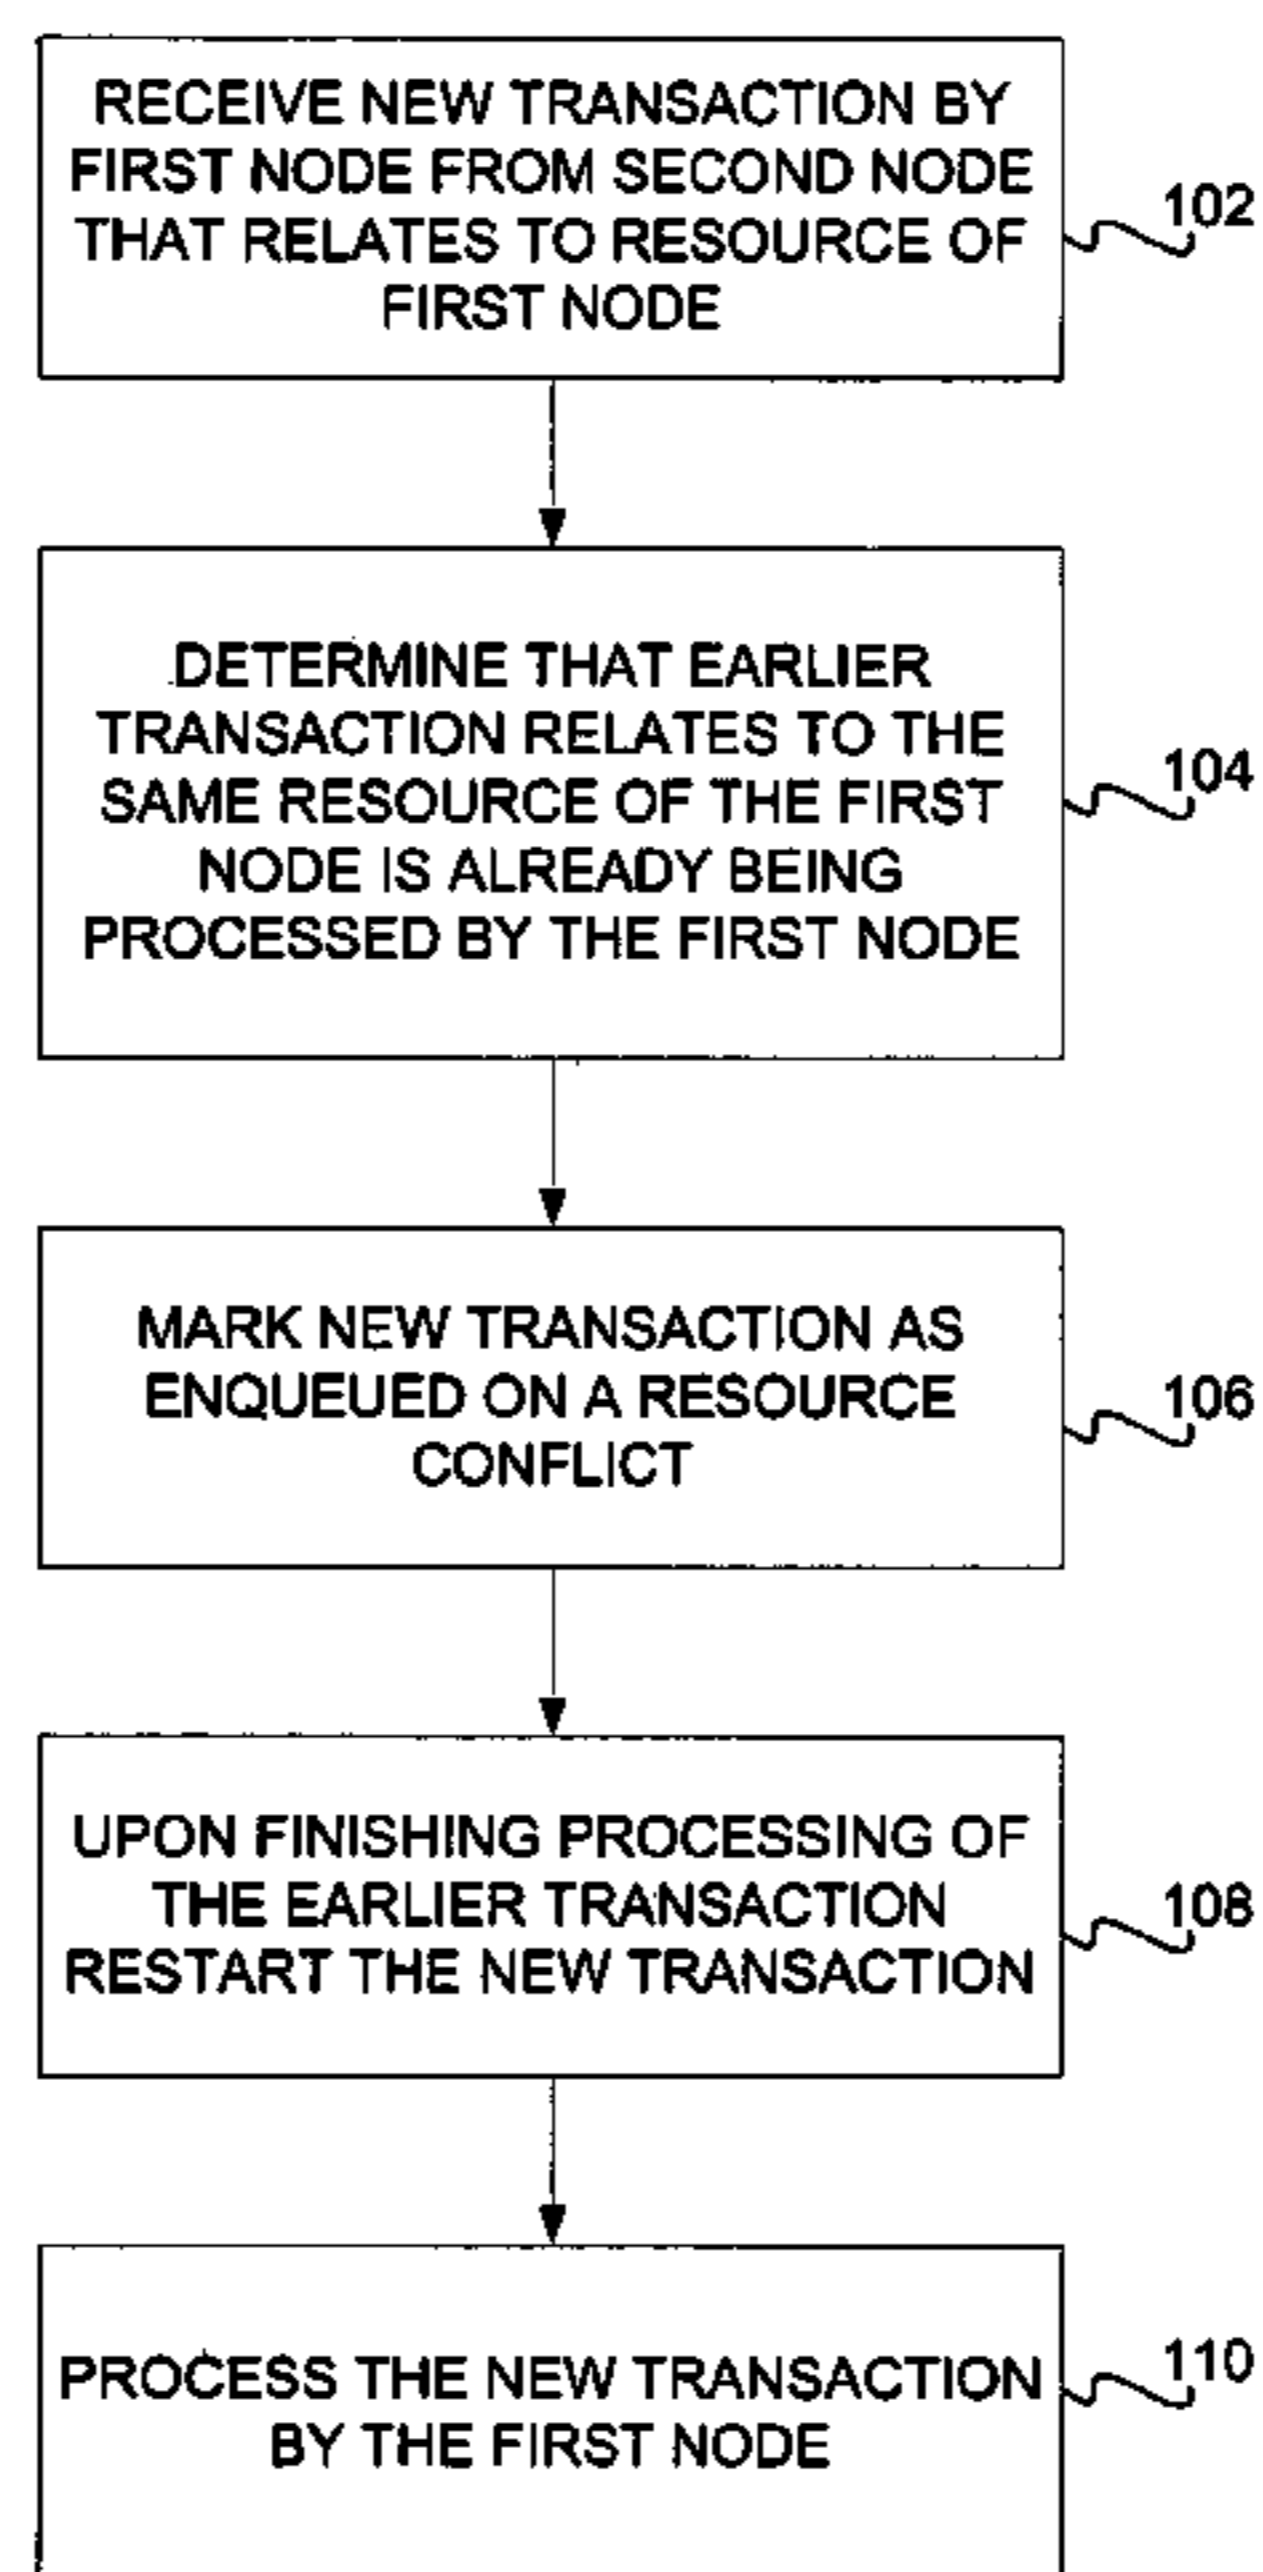 RECEIVE NEW TRANSACTION BY
FIRST NODE FROM SECOND NODE
THAT RELATES TO RESOURCE OF
FIRST NODE
102
DETERMINE THAT EARLIER
TRANSACTION RELATES TO THE
SAME RESOURCE OF THE FIRST
NODE IS ALREADY BEING
PROCESSED BY THE FIRST NODE
104
MARK NEW TRANSACTION AS
ENQUEUED ON A RESOURCE
CONFLICT
106
UPON FINISHING PROCESSING OF
THE EARLIER TRANSACTION
RESTART THE NEW TRANSACTION
108
PROCESS THE NEW TRANSACTION
BY THE FIRST NODE
110